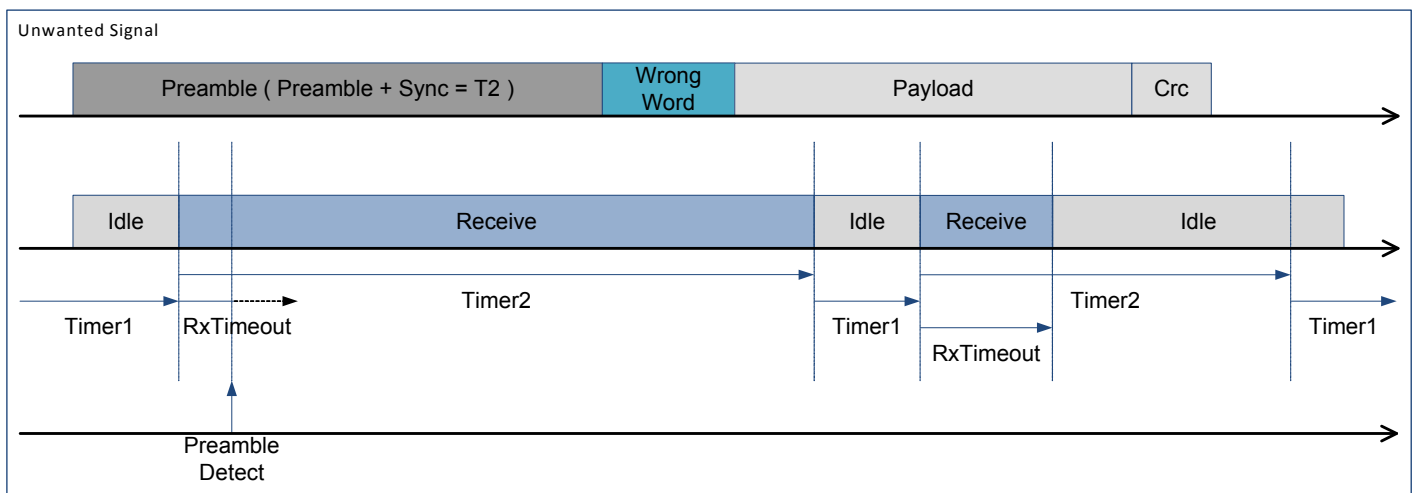 Unwanted Signal
Preamble ( Preamble + Sync = T2 )
Wrong
Word
Payload
Crc
Idle
Receive
Idle
Receive
Idle
Timer1
RxTimeout
Timer2
Timer1
RxTimeout
Timer2
Timer1
Preamble
Detect